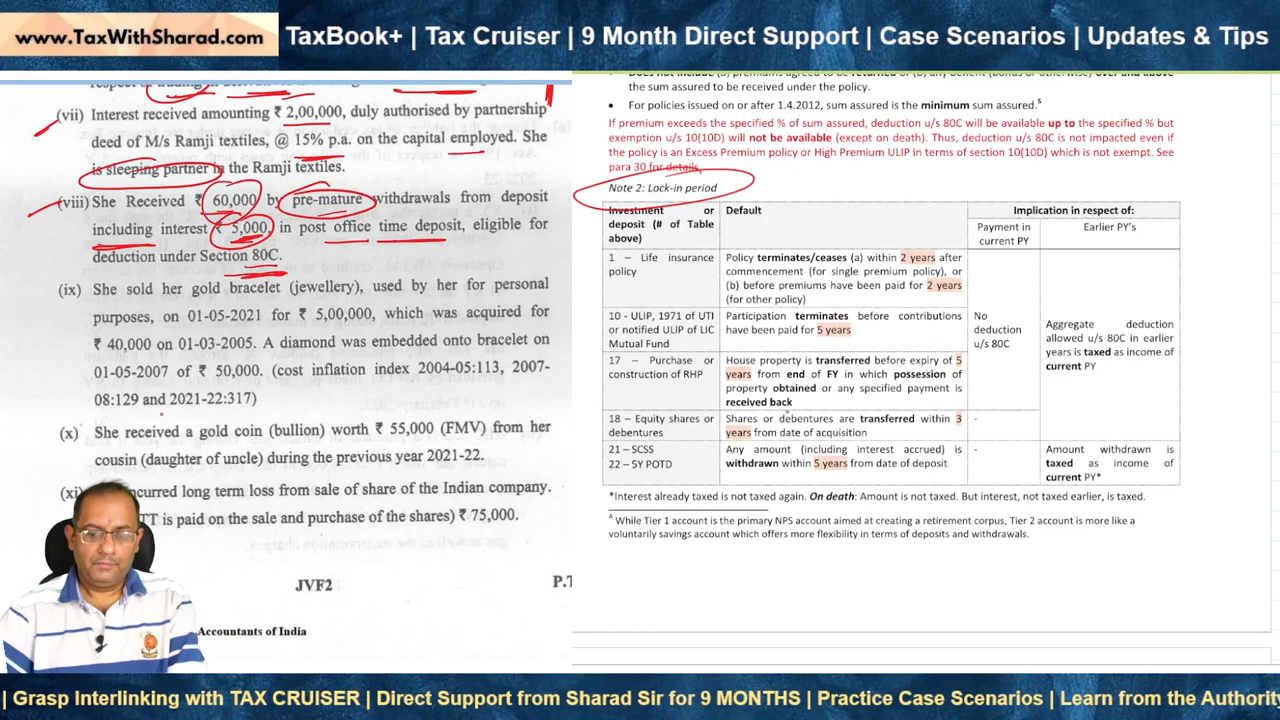 www.TaxWithSharad.com
TaxBook+ | Tax Cruiser | 9 Month Direct Support | Case Scenarios | Updates & Tips
(vii) Interest received amounting ₹ 2,00,000, duly authorised by partnership
deed of M/s Ramji textiles, @ 15% p.a. on the capital employed. She
is sleeping partner in the Ramji textiles.
(viii) She Received ₹ 60,000 by pre-mature withdrawals from deposit
including interest ₹ 5,000, in post office time deposit, eligible for
deduction under Section 80C.
(ix) She sold her gold bracelet (jewellery), used by her for personal
purposes, on 01-05-2021 for ₹ 5,00,000, which was acquired for
₹ 40,000 on 01-03-2005. A diamond was embedded onto bracelet on
01-05-2007 of ₹ 50,000. (cost inflation index 2004-05:113, 2007-
08:129 and 2021-22:317)
(x) She received a gold coin (bullion) worth ₹ 55,000 (FMV) from her
cousin (daughter of uncle) during the previous year 2021-22.
(xi) curred long term loss from sale of share of the Indian company.
TT is paid on the sale and purchase of the shares) ₹ 75,000.
JVF2
P.T
Accountants of India
the sum assured to be received under the policy.
• For policies issued on or after 1.4.2012, sum assured is the minimum sum assured.⁵
If premium exceeds the specified % of sum assured, deduction u/s 80C will be available up to the specified % but
exemption u/s 10(10D) will not be available (except on death). Thus, deduction u/s 80C is not impacted even if
the policy is an Excess Premium policy or High Premium ULIP in terms of section 10(10D) which is not exempt. See
para 30 for details.
Note 2: Lock-in period
Investment or deposit (# of Table above)
Default
Implication in respect of:
Payment in current PY
Earlier PY's
1 – Life insurance policy
Policy terminates/ceases (a) within 2 years after
commencement (for single premium policy), or
(b) before premiums have been paid for 2 years
(for other policy)
10 - ULIP, 1971 of UTI
or notified ULIP of LIC
Mutual Fund
Participation terminates before contributions
have been paid for 5 years
17 – Purchase or
construction of RHP
House property is transferred before expiry of 5
years from end of FY in which possession of
property obtained or any specified payment is
received back
No
deduction
u/s 80C
Aggregate deduction
allowed u/s 80C in earlier
years is taxed as income of
current PY
18 – Equity shares or
debentures
Shares or debentures are transferred within 3
years from date of acquisition
-
21 – SCSS
22 – 5Y POTD
Any amount (including interest accrued) is
withdrawn within 5 years from date of deposit
-
Amount withdrawn is
taxed as income of
current PY*
*Interest already taxed is not taxed again. On death: Amount is not taxed. But interest, not taxed earlier, is taxed.
ᴬ While Tier 1 account is the primary NPS account aimed at creating a retirement corpus, Tier 2 account is more like a
voluntarily savings account which offers more flexibility in terms of deposits and withdrawals.
| Grasp Interlinking with TAX CRUISER | Direct Support from Sharad Sir for 9 MONTHS | Practice Case Scenarios | Learn from the Authority